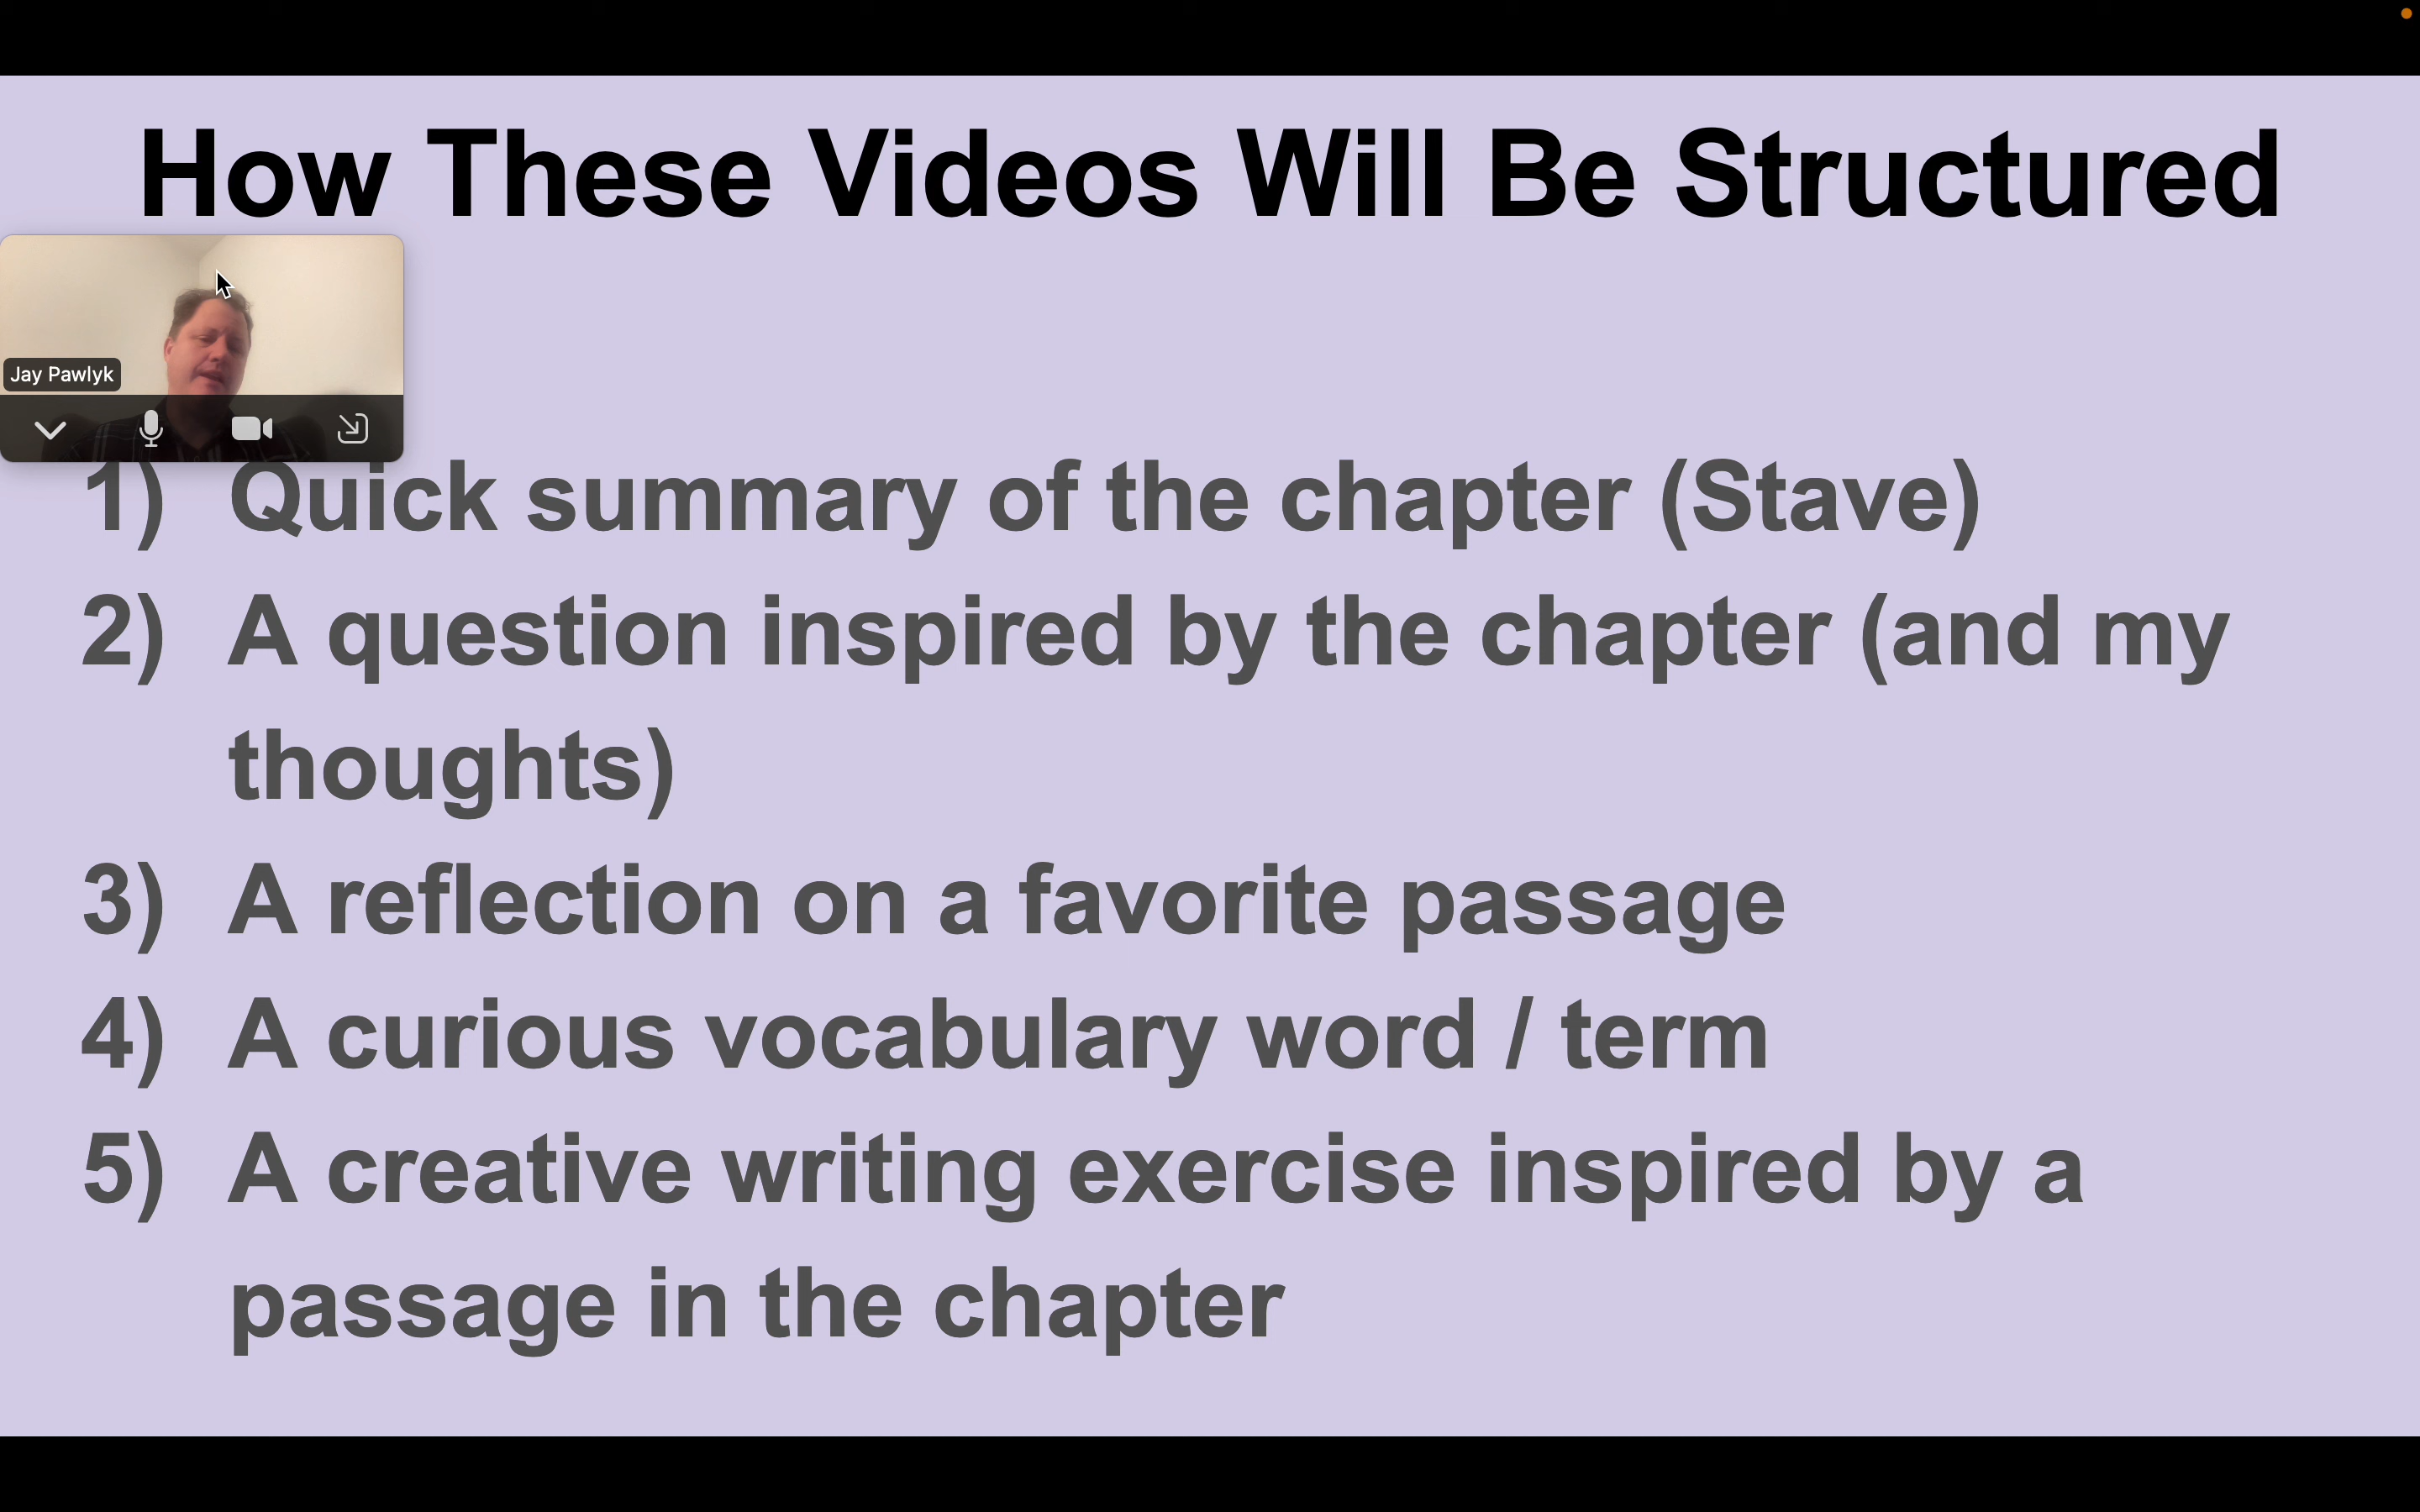 How These Videos Will Be Structured
Jay Pawlyk
1) Quick summary of the chapter (Stave)
2) A question inspired by the chapter (and my
thoughts)
3) A reflection on a favorite passage
4) A curious vocabulary word / term
5) A creative writing exercise inspired by a
passage in the chapter